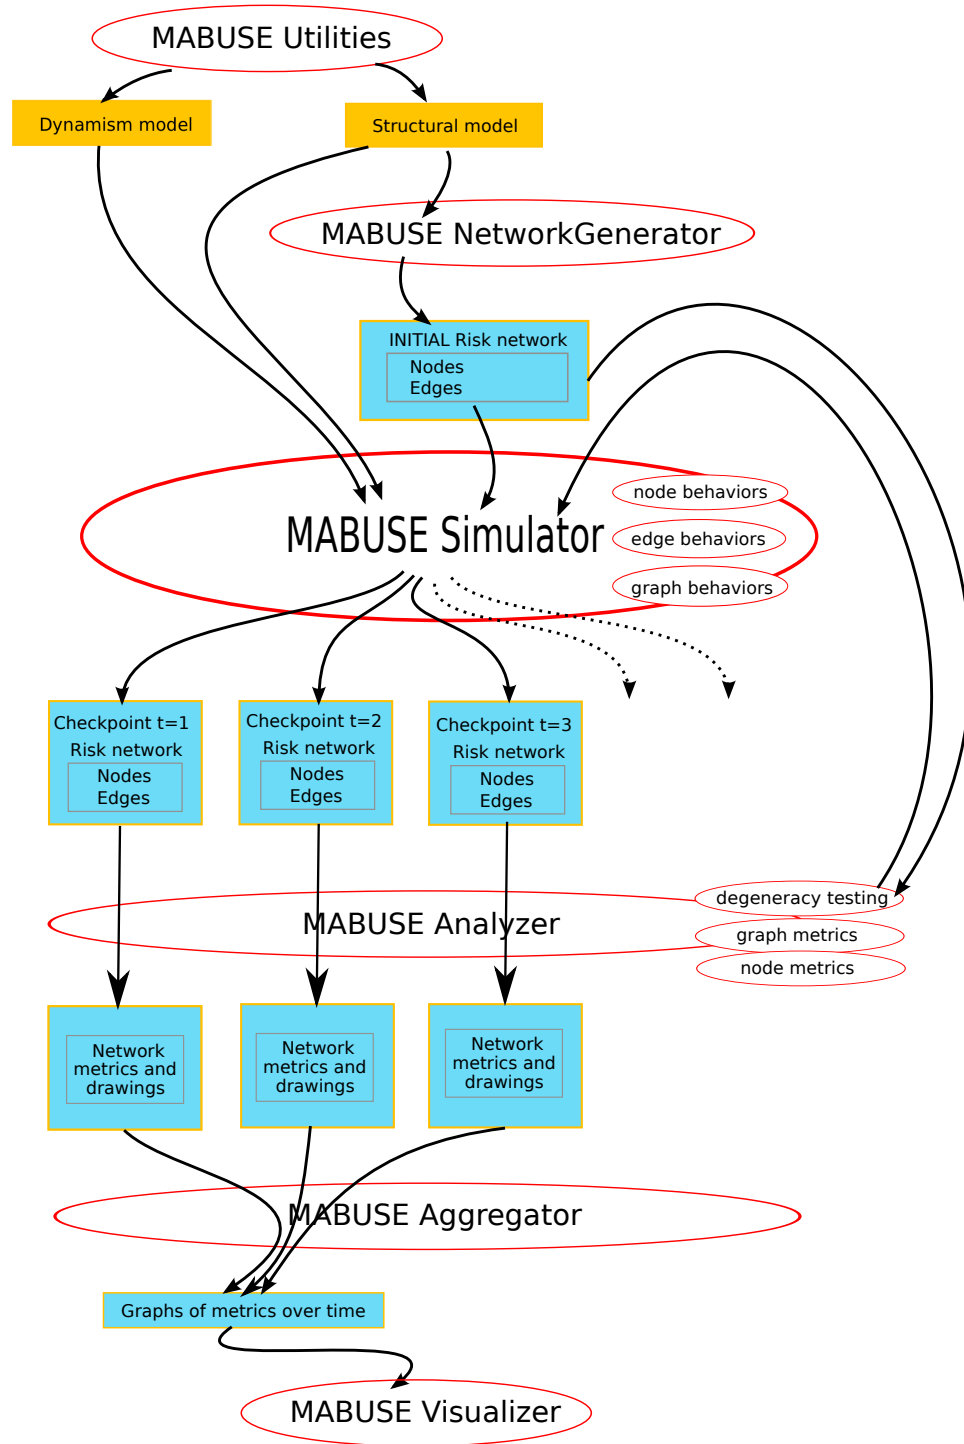 MABUSE Utilities
Dynamism model
Structural model
MABUSE NetworkGenerator
INITIAL Risk network
Nodes
Edges
node behaviors
MABUSE Simulator
edge behaviors
graph behaviors
Checkpoint t=1
Risk network
Nodes
Edges
Checkpoint t=2
Risk network
Nodes
Edges
Checkpoint t=3
Risk network
Nodes
Edges
degeneracy testing
MABUSE Analyzer
graph metrics
node metrics
Network
metrics and
drawings
Network
metrics and
drawings
Network
metrics and
drawings
MABUSE Aggregator
Graphs of metrics over time
MABUSE Visualizer